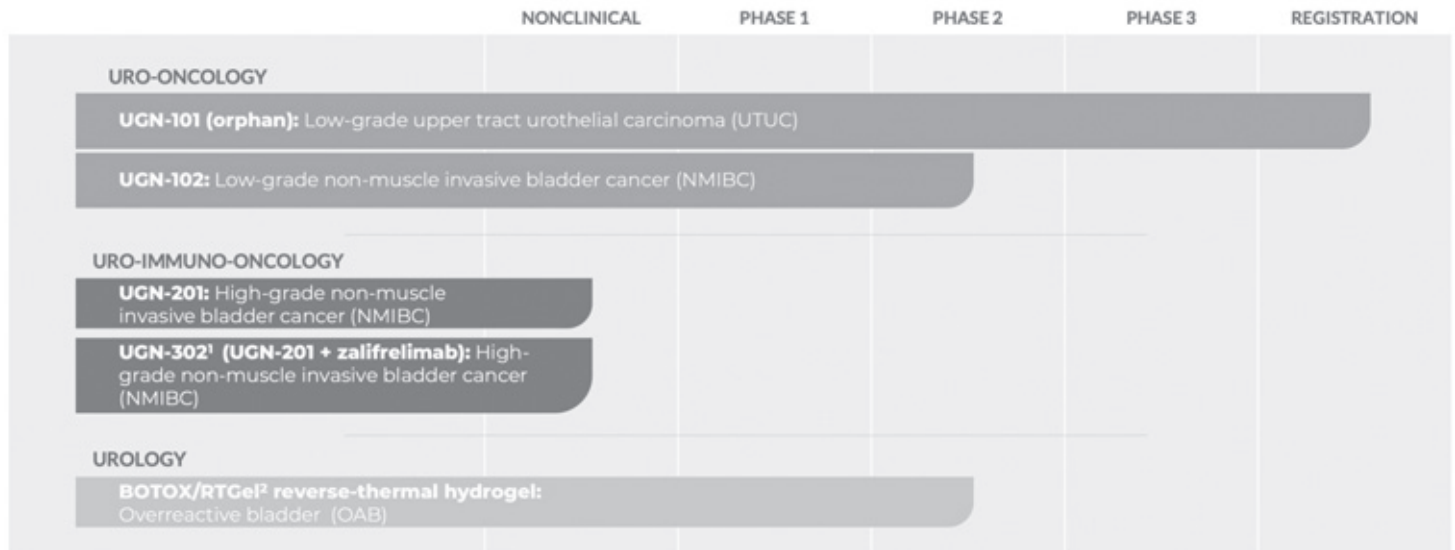 NONCLINICAL PHASE 1 PHASE 2 PHASE 3 REGISTRATION
URO-ONCOLOGY
UGN-101 (orphan): Low-grade upper tract urothelial carcinoma (UTUC)
UGN-102: Low-grade non-muscle invasive bladder cancer (NMIBC)
URO-IMMUNO-ONCOLOGY
UGN-201: High-grade non-muscle
invasive bladder cancer (NMIBC)
UGN-302¹ (UGN-201 + zalifrelimab): High-
grade non-muscle invasive bladder cancer
(NMIBC)
UROLOGY
BOTOX/RTGel² reverse-thermal hydrogel:
Overreactive bladder (OAB)